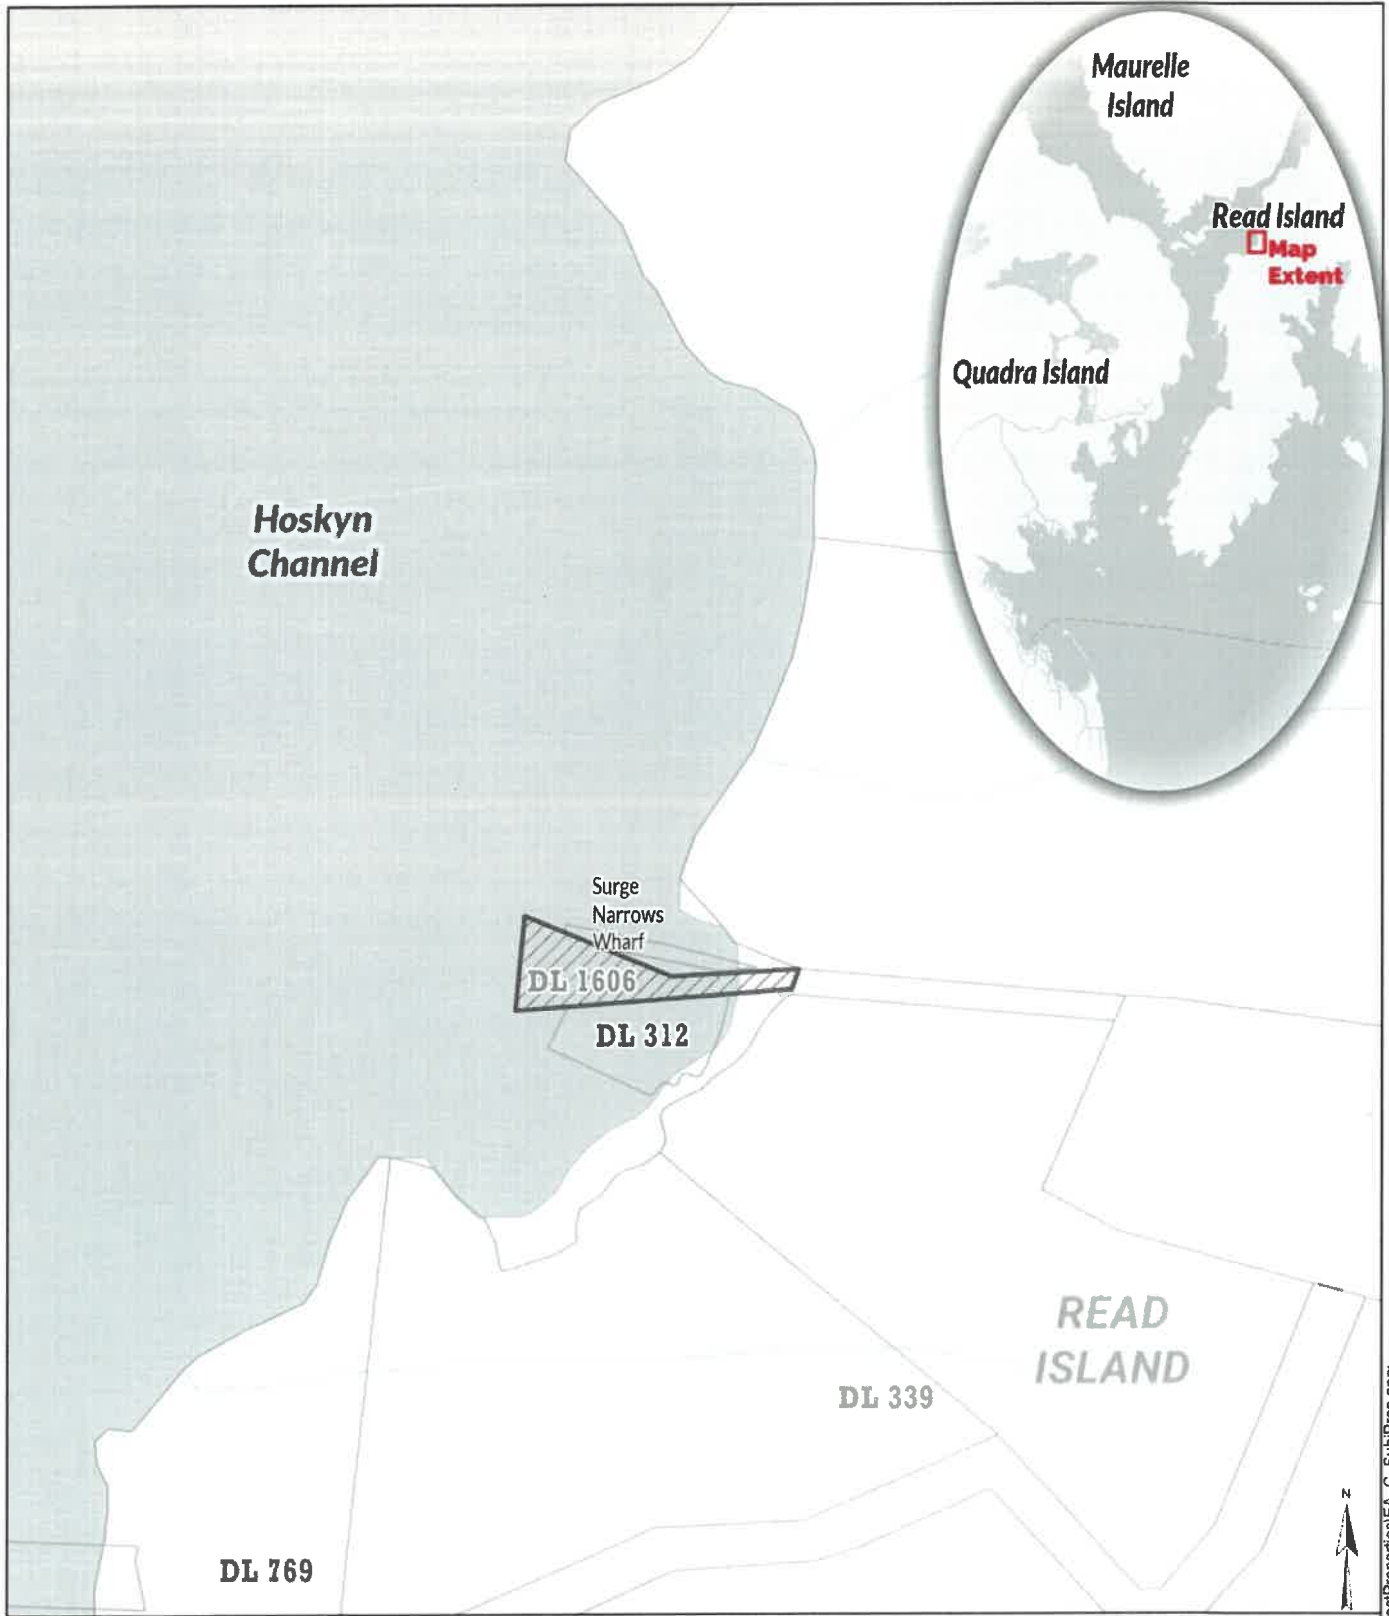 Maurelle
Island
Read Island
Map
Extent
Quadra Island
Hoskyn
Channel
Surge
Narrows
Wharf
DL 1606
DL 312
READ
ISLAND
DL 339
N
DL 769